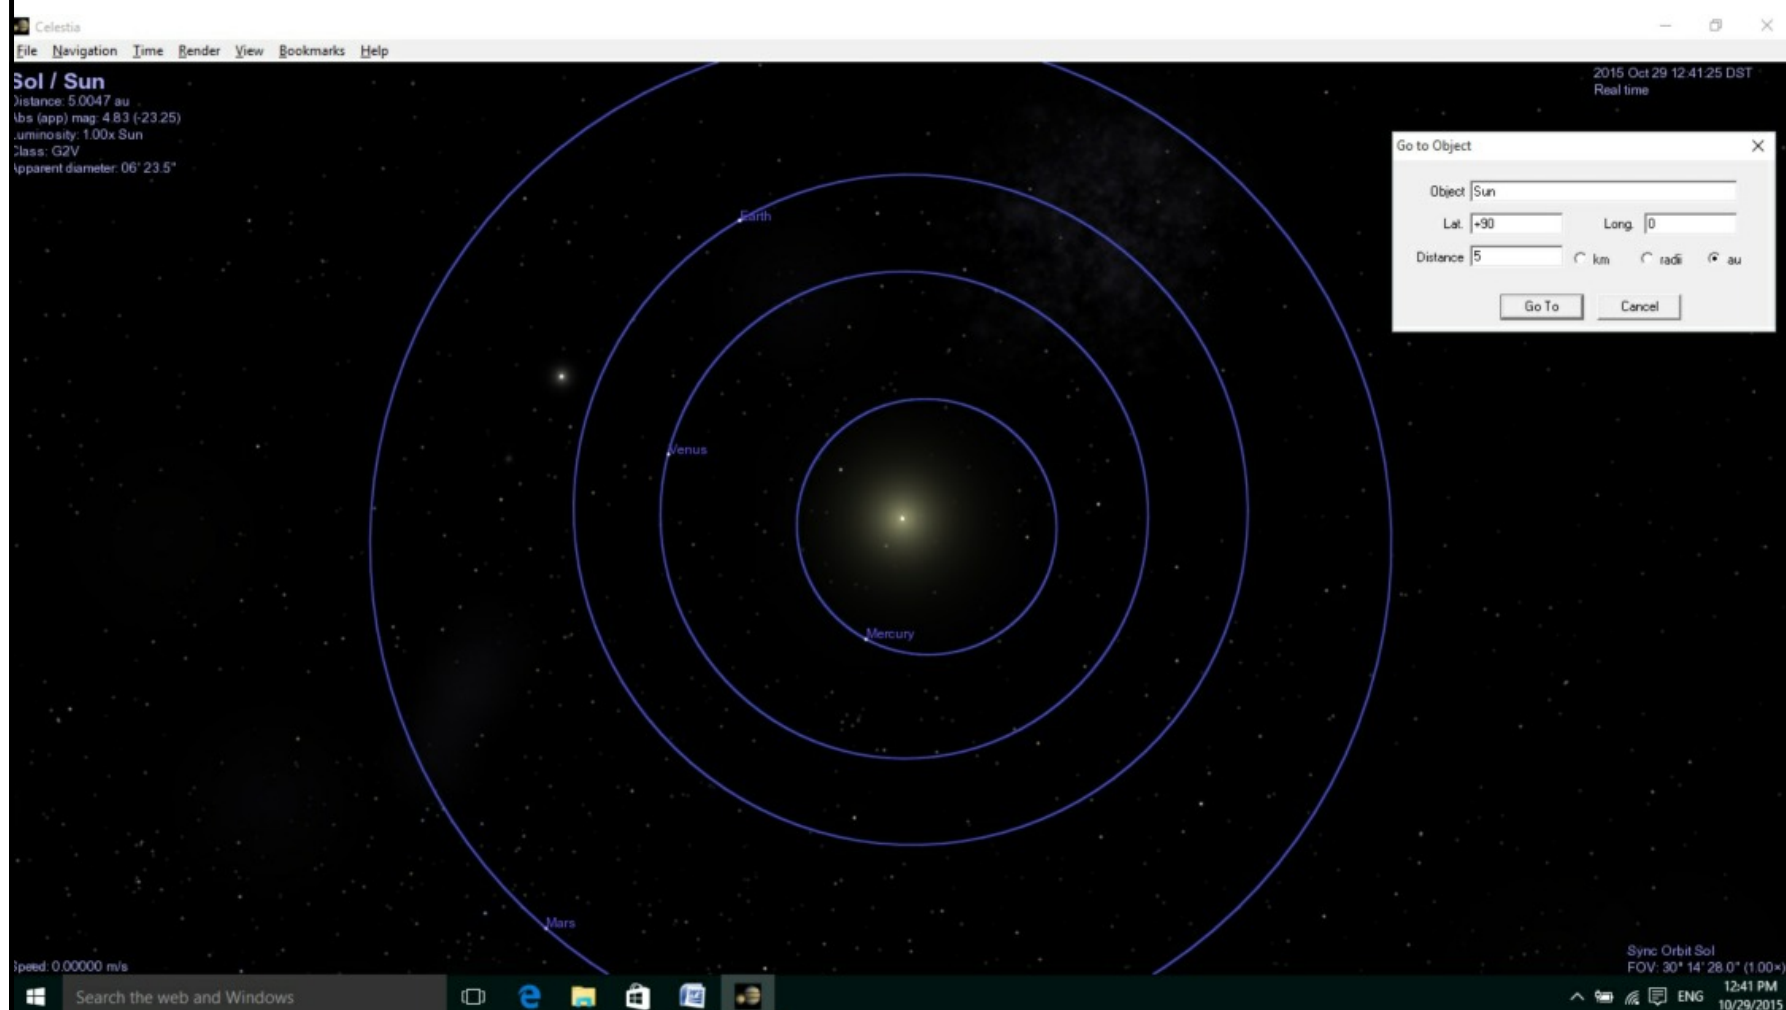 Celestia
File Navigation Time Render View Bookmarks Help
Sol / Sun
Distance: 5.0047 au
Abs (app) mag: 4.83 (-23.25)
Luminosity: 1.00x Sun
Class: G2V
Apparent diameter: 06' 23.5"
2015 Oct 29 12:41:25 DST
Real time
Go to Object
Object Sun
Lat. +90 Long. 0
Distance 5 km radii au
Go To Cancel
Earth
Venus
Mercury
Mars
Speed: 0.00000 m/s
Sync Orbit Sol
FOV: 30° 14' 28.0" (1.00×)
Search the web and Windows
ENG
12:41 PM
10/29/2015